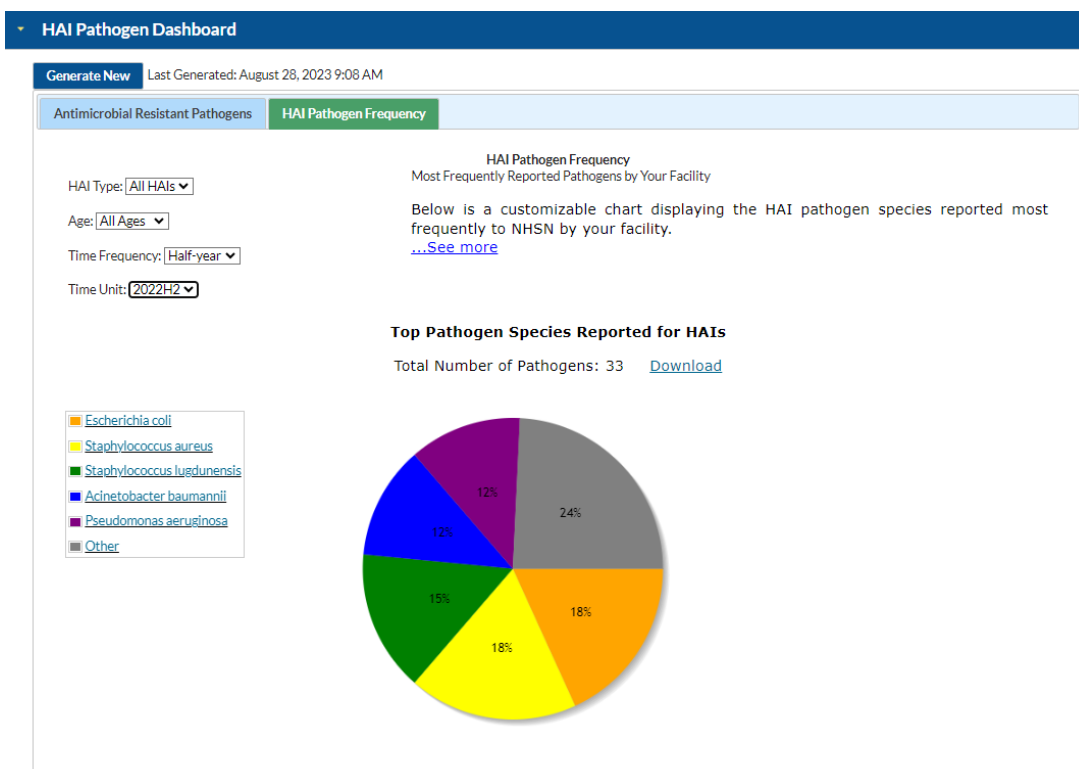 HAI Pathogen Dashboard
Generate New Last Generated: August 28, 2023 9:08 AM
Antimicrobial Resistant Pathogens HAI Pathogen Frequency
HAI Pathogen Frequency
Most Frequently Reported Pathogens by Your Facility
HAI Type: All HAIs
Age: All Ages
Time Frequency: Half-year
Time Unit: 2022H2
Below is a customizable chart displaying the HAI pathogen species reported most
frequently to NHSN by your facility.
...See more
Top Pathogen Species Reported for HAIs
Total Number of Pathogens: 33 Download
Escherichia coli
Staphylococcus aureus
Staphylococcus lugdunensis
Acinetobacter baumannii
Pseudomonas aeruginosa
Other
12%
24%
12%
15%
18%
18%